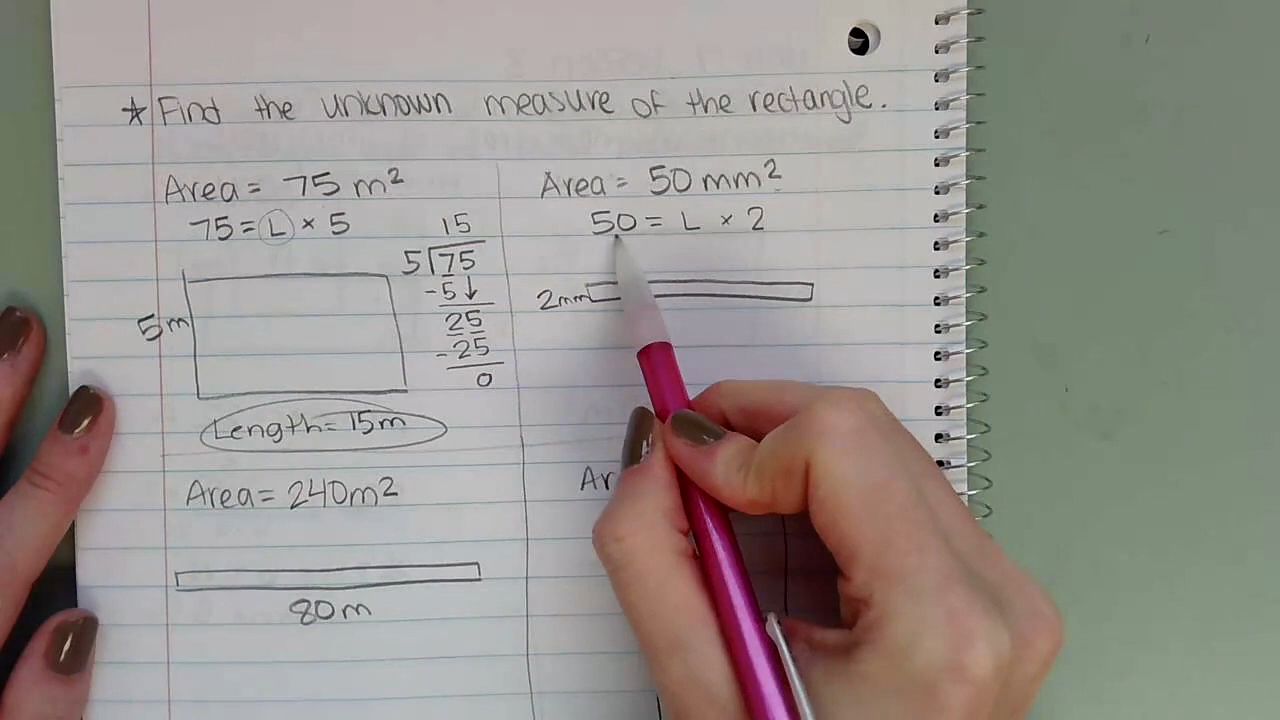 * Find the unknown measure of the rectangle.
Area = 75 m²
75 = L × 5
15
5 75
-5↓
25
-25
0
5m
Length = 15m
Area = 50 mm²
50 = L × 2
2mm
Area = 240m²
80m
Ar